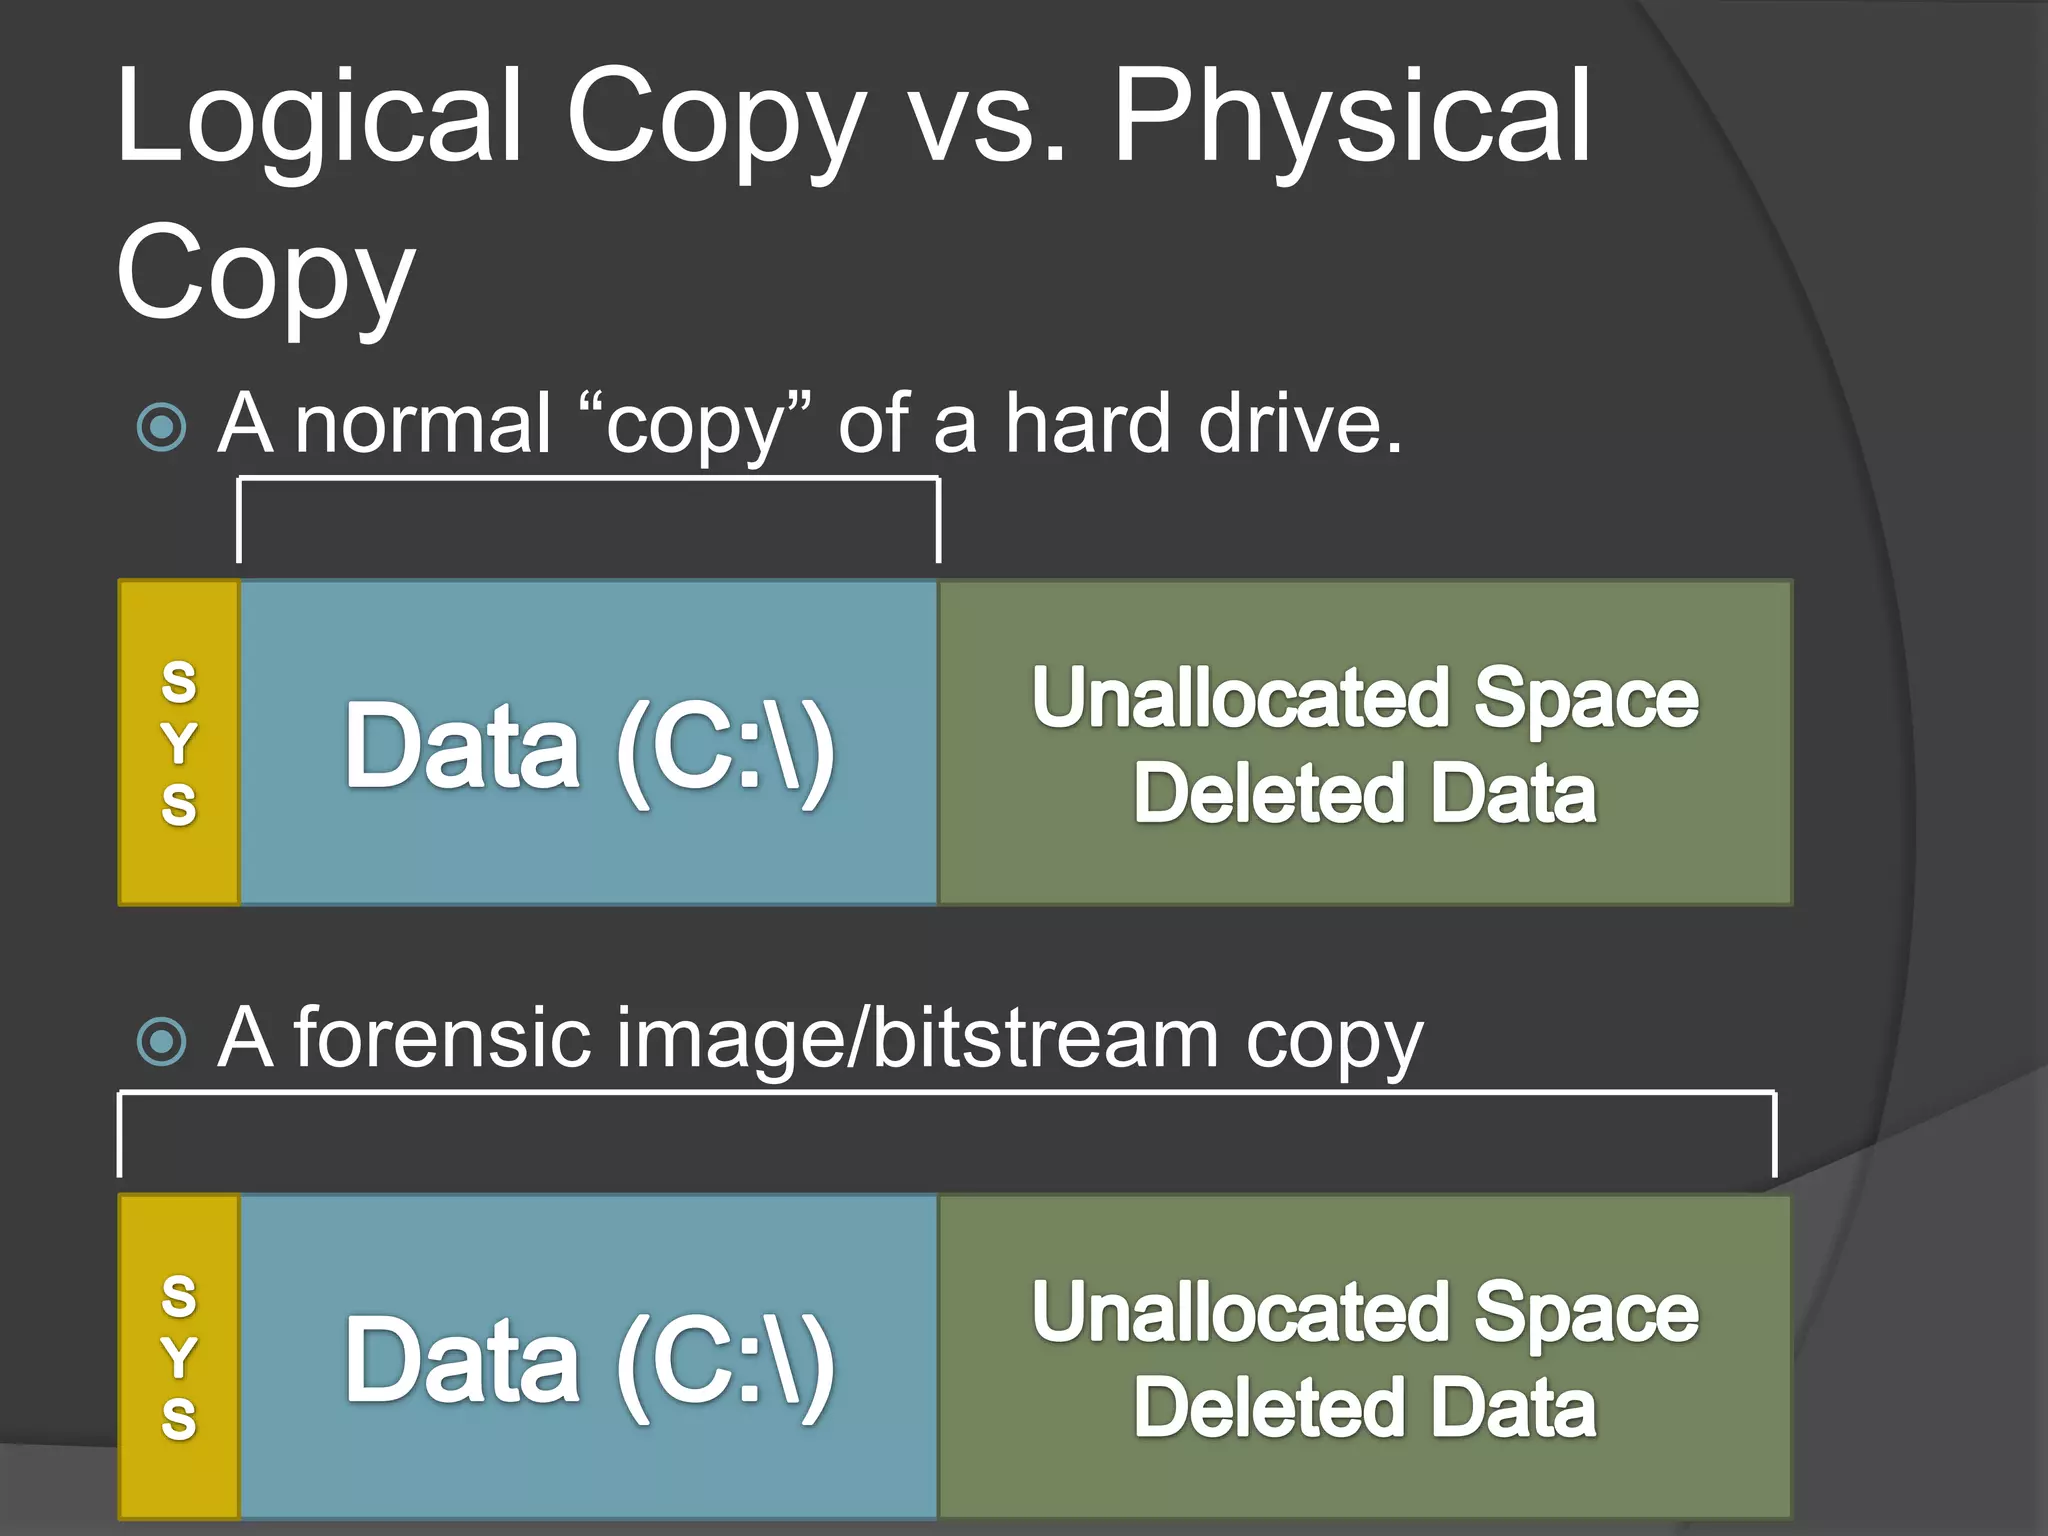 Logical Copy vs. Physical
Copy
A normal “copy” of a hard drive.
S
Y
S
Data (C:\)
Unallocated Space
Deleted Data
A forensic image/bitstream copy
S
Y
S
Data (C:\)
Unallocated Space
Deleted Data